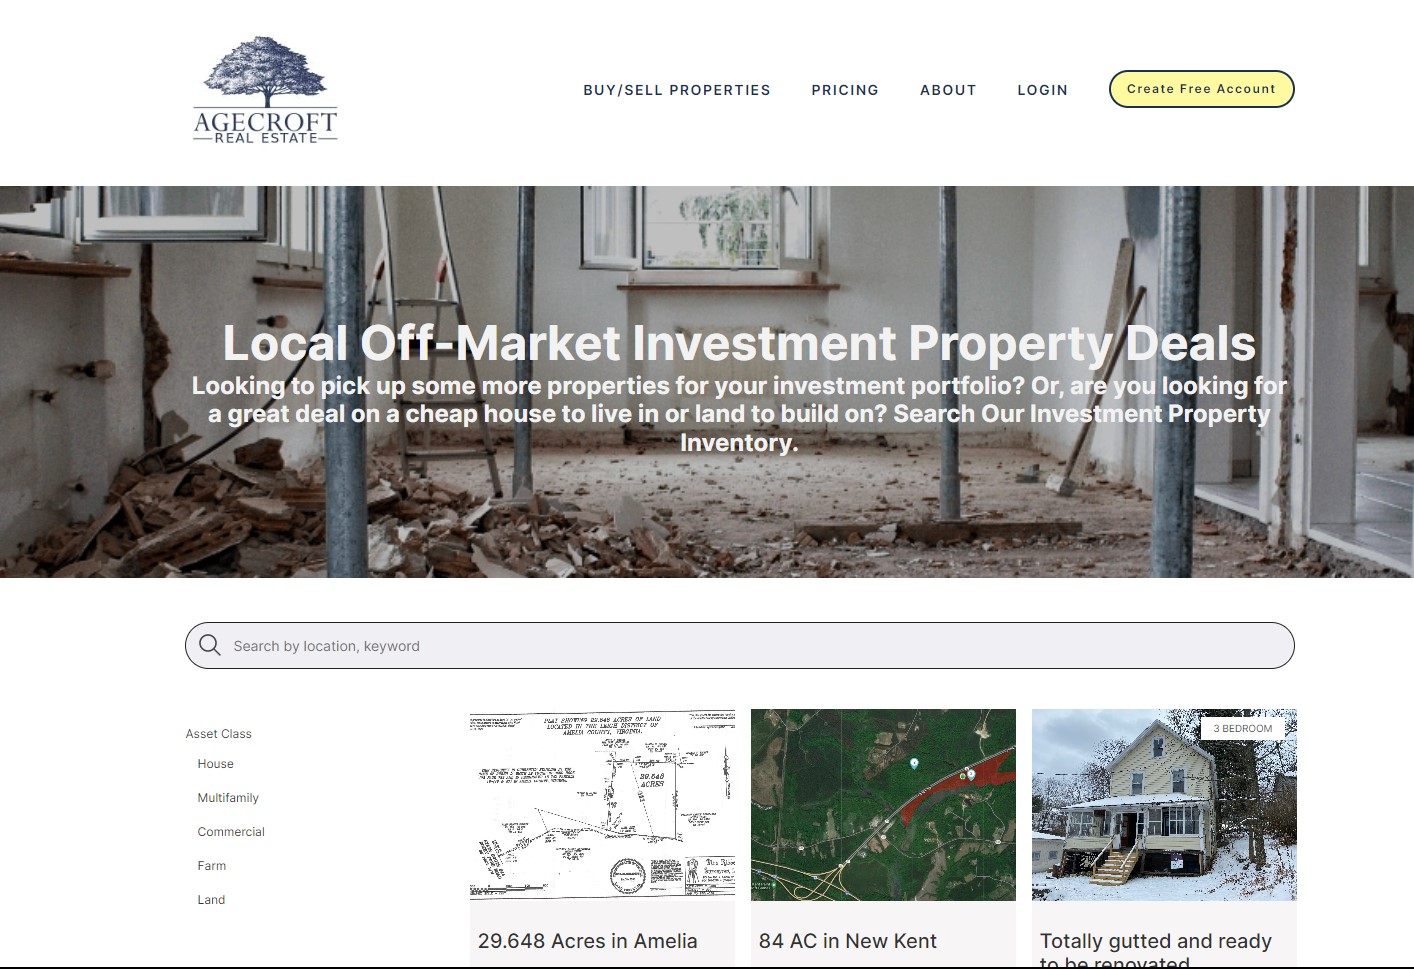 AGECROFT
REAL ESTATE
BUY/SELL PROPERTIES
PRICING
ABOUT
LOGIN
Create Free Account
Local Off-Market Investment Property Deals
Looking to pick up some more properties for your investment portfolio? Or, are you looking for
a great deal on a cheap house to live in or land to build on? Search Our Investment Property
Inventory.
Search by location, keyword
Asset Class
House
Multifamily
Commercial
Farm
Land
PLAT SHOWING 29.648 ACRES OF LAND
LOCATED IN THE LEIGH DISTRICT OF
AMELIA COUNTY, VIRGINIA.
29.648
ACRES
29.648 Acres in Amelia
84 AC in New Kent
3 BEDROOM
Totally gutted and ready
to be renovated